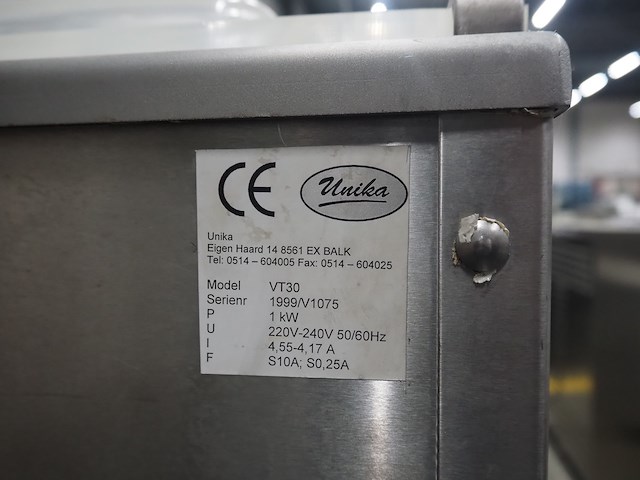 CE Unika
Unika
Eigen Haard 14 8561 EX BALK
Tel: 0514 – 604005 Fax: 0514 – 604025
Model VT30
Serienr 1999/V1075
P 1 kW
U 220V-240V 50/60Hz
I 4,55-4,17 A
F S10A; S0,25A